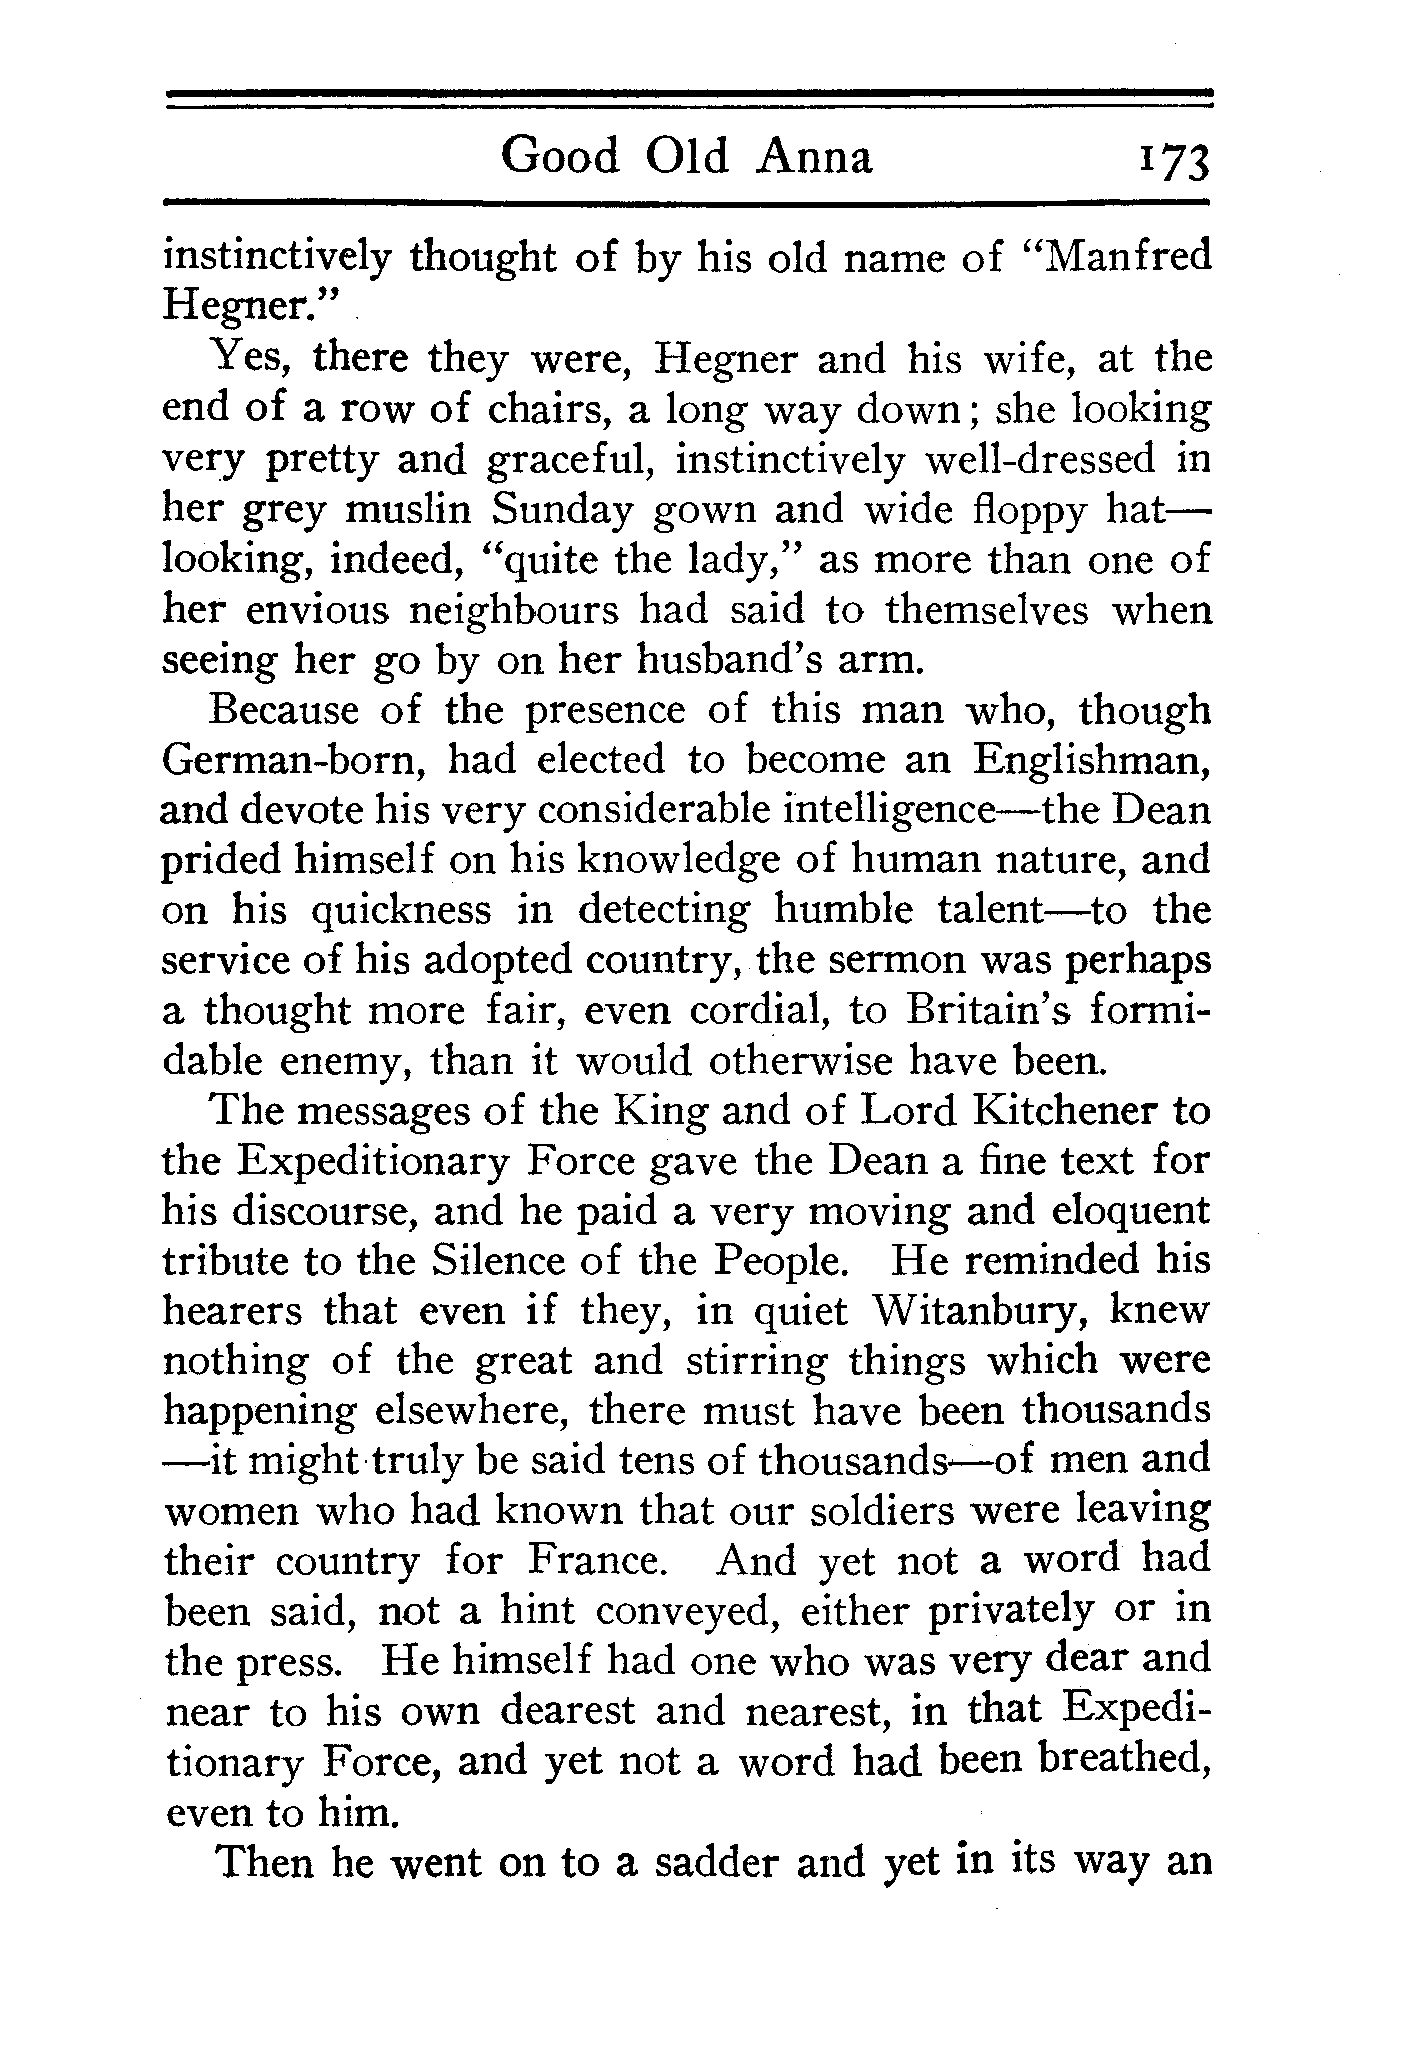 Good Old Anna 173
instinctively thought of by his old name of "Manfred
Hegner."
Yes, there they were, Hegner and his wife, at the
end of a row of chairs, a long way down; she looking
very pretty and graceful, instinctively well-dressed in
her grey muslin Sunday gown and wide floppy hat—
looking, indeed, "quite the lady," as more than one of
her envious neighbours had said to themselves when
seeing her go by on her husband's arm.
Because of the presence of this man who, though
German-born, had elected to become an Englishman,
and devote his very considerable intelligence—the Dean
prided himself on his knowledge of human nature, and
on his quickness in detecting humble talent—to the
service of his adopted country, the sermon was perhaps
a thought more fair, even cordial, to Britain's formi-
dable enemy, than it would otherwise have been.
The messages of the King and of Lord Kitchener to
the Expeditionary Force gave the Dean a fine text for
his discourse, and he paid a very moving and eloquent
tribute to the Silence of the People. He reminded his
hearers that even if they, in quiet Witanbury, knew
nothing of the great and stirring things which were
happening elsewhere, there must have been thousands
—it might truly be said tens of thousands—of men and
women who had known that our soldiers were leaving
their country for France. And yet not a word had
been said, not a hint conveyed, either privately or in
the press. He himself had one who was very dear and
near to his own dearest and nearest, in that Expedi-
tionary Force, and yet not a word had been breathed,
even to him.
Then he went on to a sadder and yet in its way an